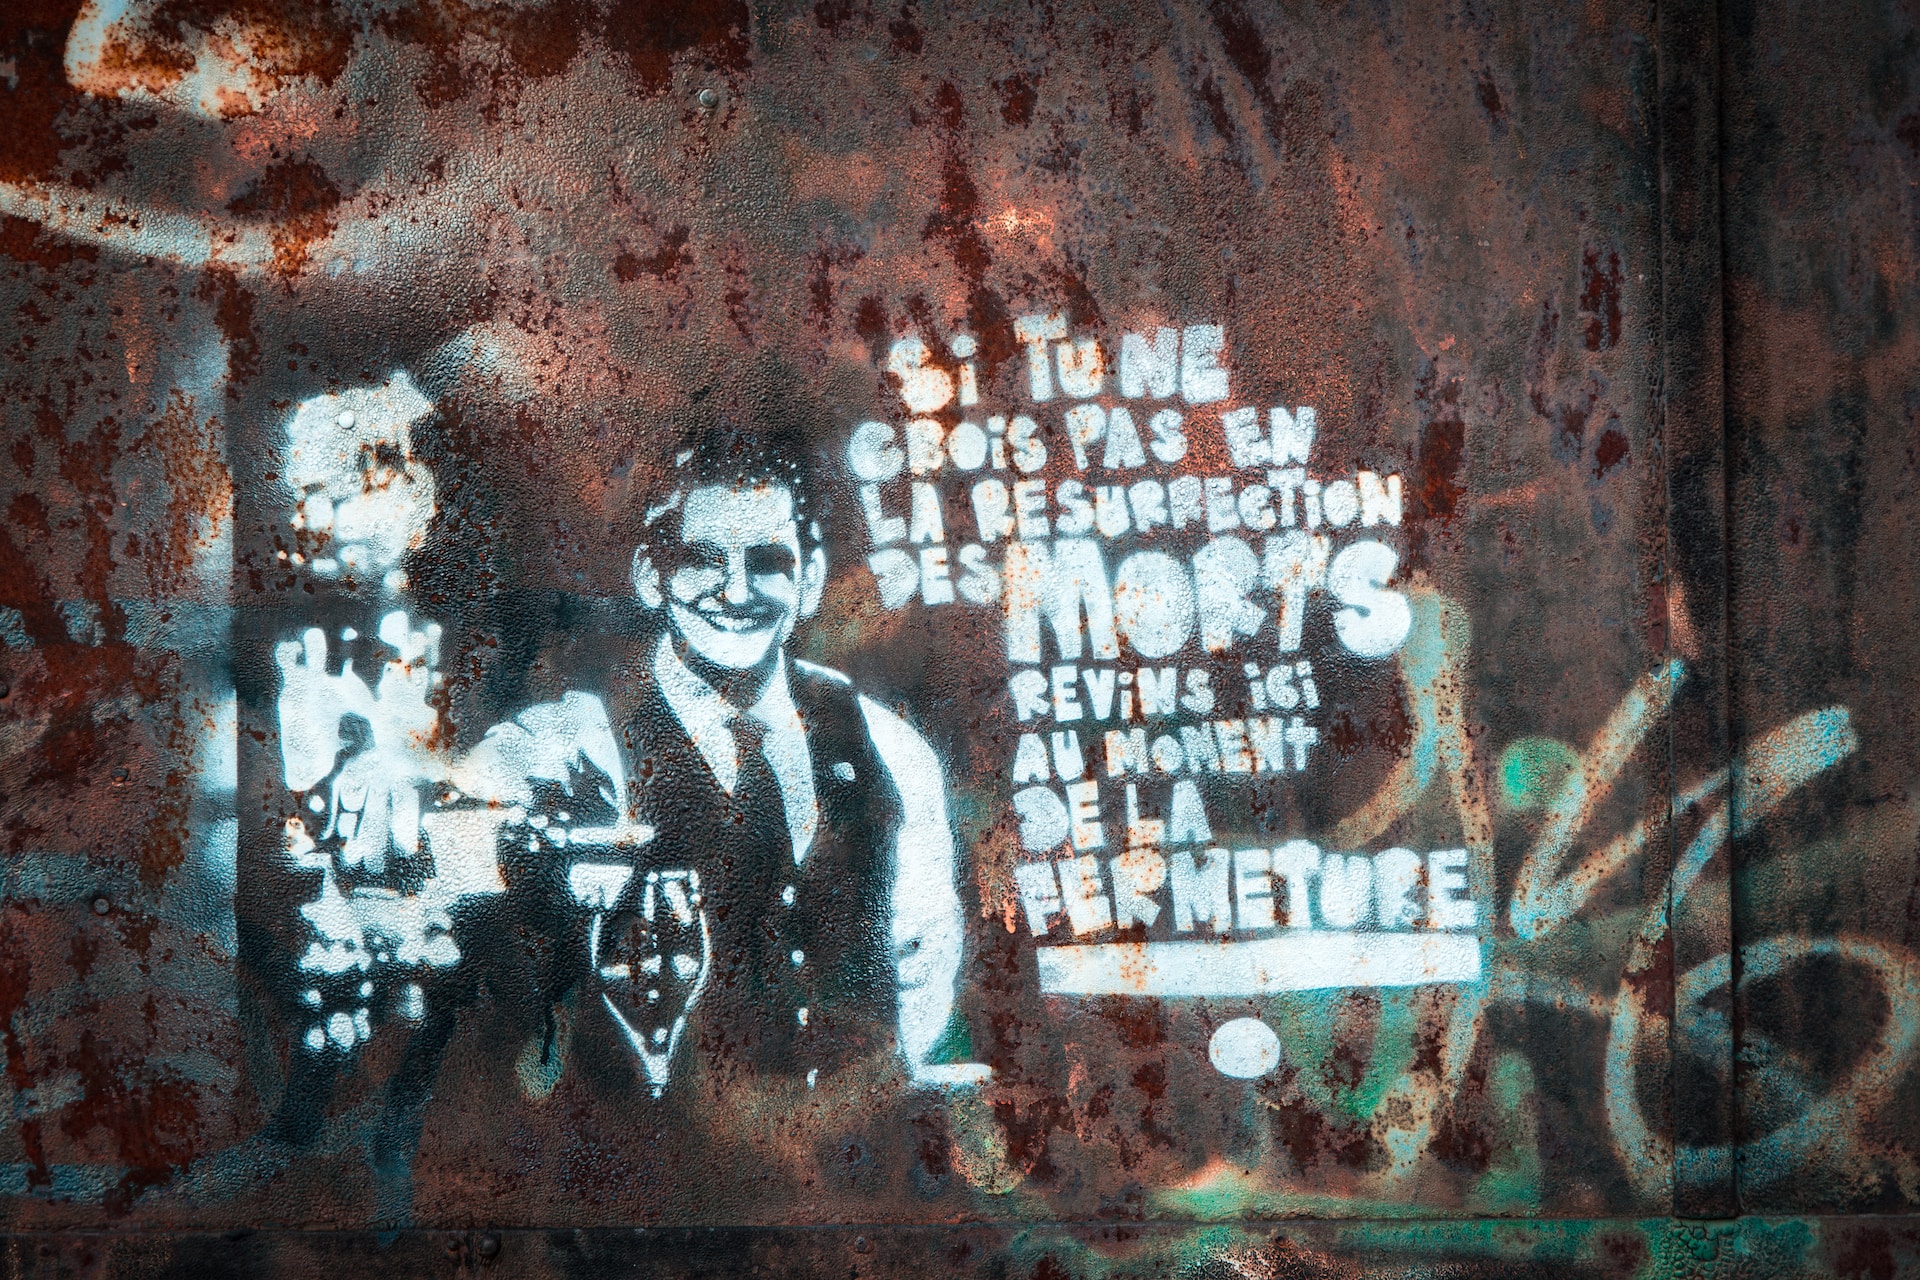 Si TU NE
CROiS PAS EN
LA RESURRECTiON
DES MORTS
REViNS iCi
AU MOMENT
DE LA
FERMETURE